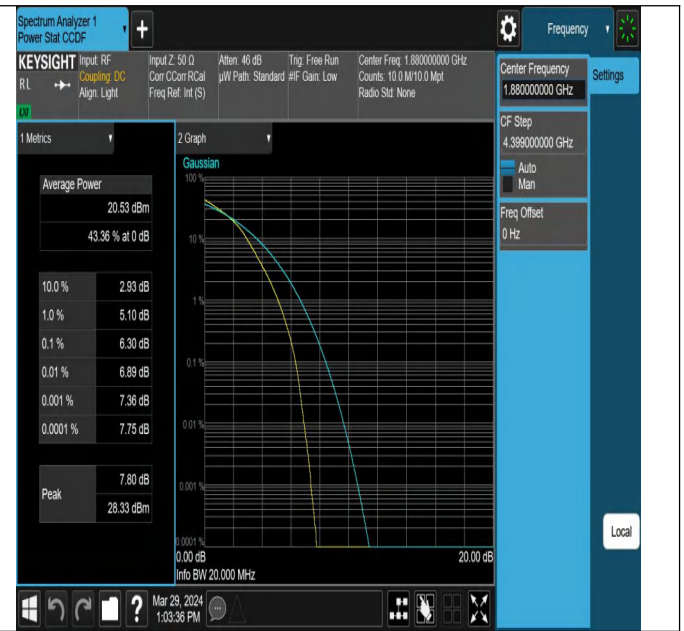 Spectrum Analyzer 1
Power Stat CCDF
+
Frequency
KEYSIGHT
R L
Input: RF
Coupling: DC
Align: Light
Input Z: 50 Ω
Corr CCorr RCal
Freq Ref: Int (S)
Atten: 46 dB
µW Path: Standard
Trig: Free Run
#IF Gain: Low
Center Freq: 1.880000000 GHz
Counts: 10.0 M/10.0 Mpt
Radio Std: None
Center Frequency
1.880000000 GHz
Settings
CF Step
4.399000000 GHz
Auto
Man
Freq Offset
0 Hz
1 Metrics
Average Power
20.53 dBm
43.36 % at 0 dB
10.0 % 2.93 dB
1.0 % 5.10 dB
0.1 % 6.30 dB
0.01 % 6.89 dB
0.001 % 7.36 dB
0.0001 % 7.75 dB
Peak
7.80 dB
28.33 dBm
2 Graph
Gaussian
100 %
10 %
1 %
0.1 %
0.01 %
0.001 %
0.0001 %
0.00 dB
20.00 dB
Info BW 20.000 MHz
Local
?
Mar 29, 2024
1:03:36 PM